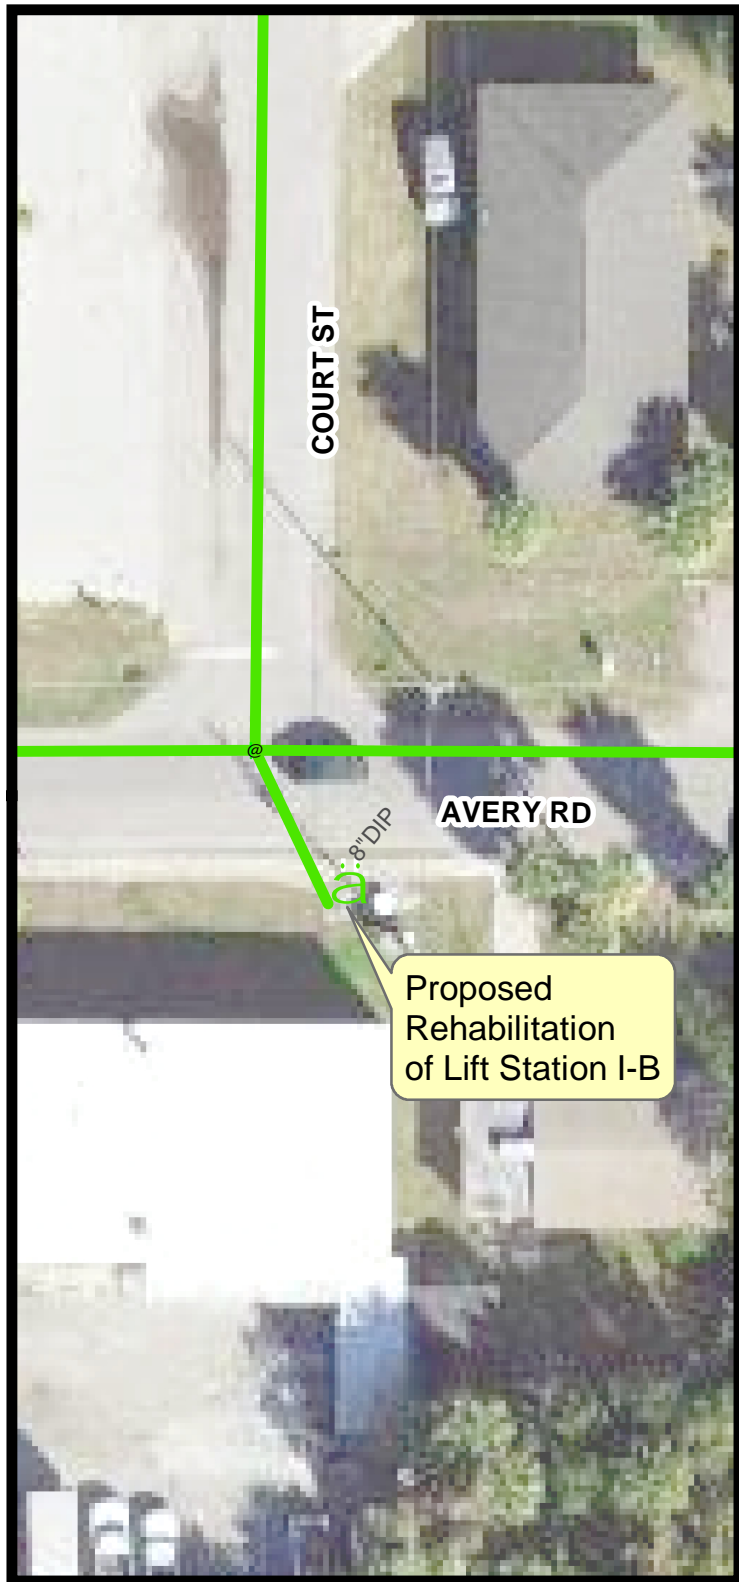 COURT ST
@
AVERY RD
8"DIP
ä
Proposed
Rehabilitation
of Lift Station I-B